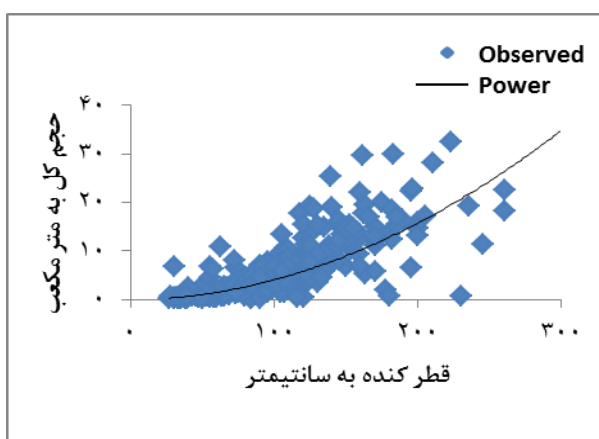 Observed
Power
۴۰
۳۰
۲۰
۱۰
۰
حجم کل به متر مکعب
۰ ۱۰۰ ۲۰۰ ۳۰۰
قطر کنده به سانتیمتر